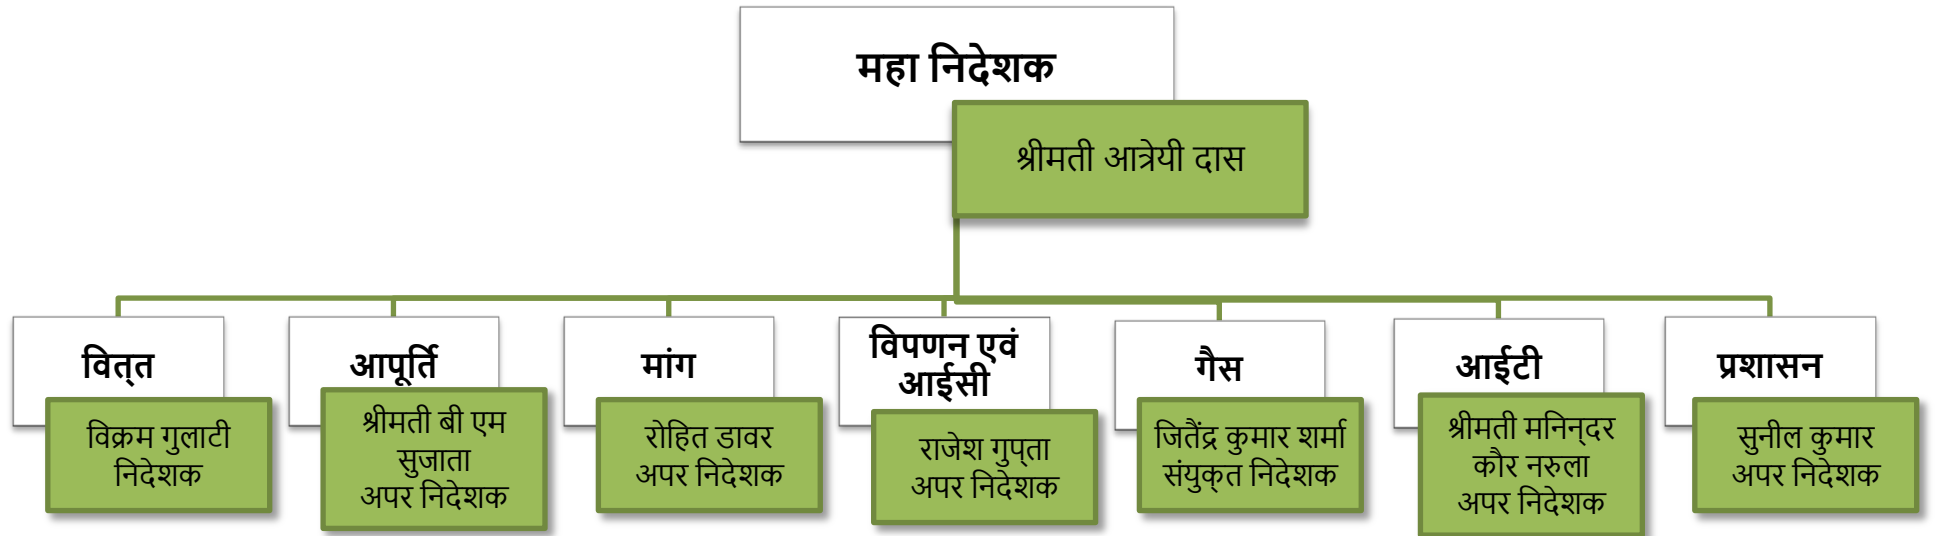 महा निदेशक
श्रीमती आत्रेयी दास
वित्‌त
विक्रम गुलाटी
निदेशक
आपूर्ति
श्रीमती बी एम
सुजाता
अपर निदेशक
मांग
रोहित डावर
अपर निदेशक
विपणन एवं
आईसी
राजेश गुप्‌ता
अपर निदेशक
गैस
जितैंद्र कुमार शर्मा
संयुक्‌त निदेशक
आईटी
श्रीमती मनिन्‌दर
कौर नरुला
अपर निदेशक
प्रशासन
सुनील कुमार
अपर निदेशक